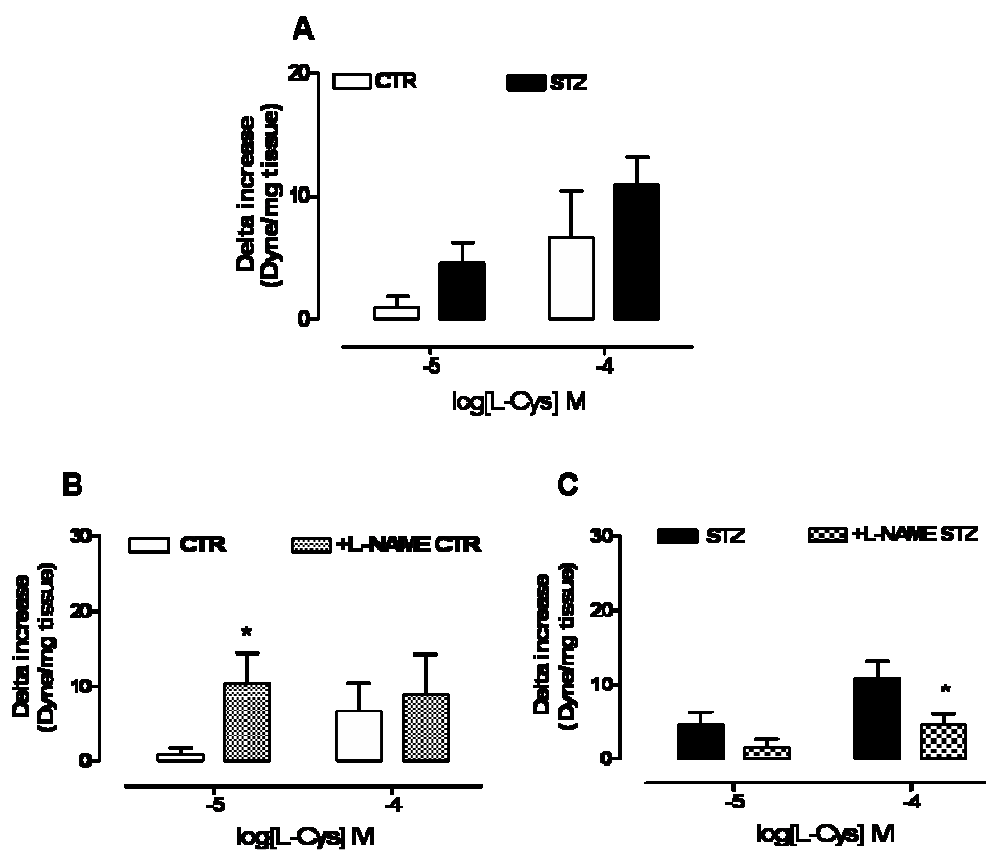 A
20
CTR
STZ
10
0
Delta increase
(Dyne/mg tissue)
-5
-4
log[L-Cys] M
B
30
CTR
+L-NAME CTR
20
*
10
0
Delta increase
(Dyne/mg tissue)
-5
-4
log[L-Cys] M
C
30
STZ
+L-NAME STZ
20
10
*
0
Delta increase
(Dyne/mg tissue)
-5
-4
log[L-Cys] M